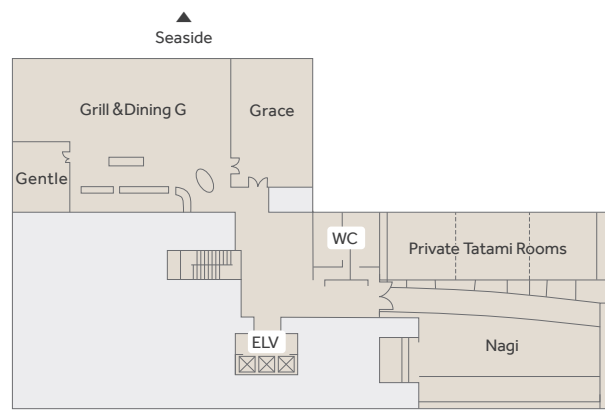 Seaside
Grill &Dining G
Grace
Gentle
WC
Private Tatami Rooms
ELV
Nagi